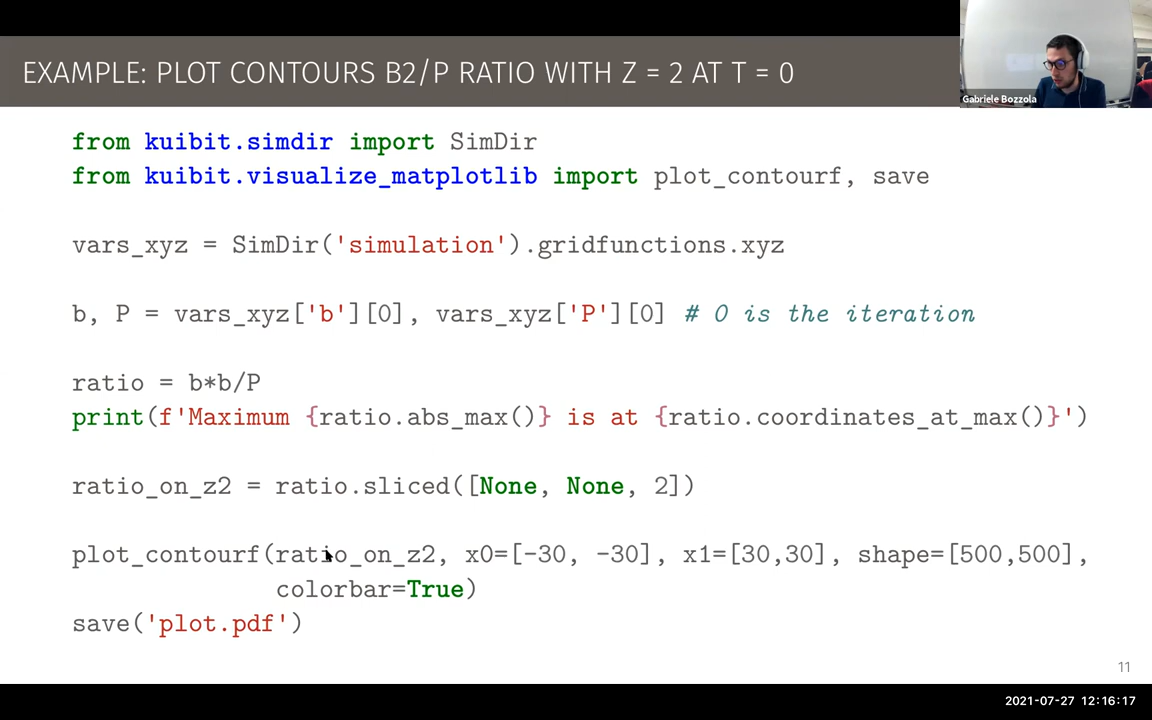 EXAMPLE: PLOT CONTOURS B2/P RATIO WITH Z = 2 AT T = 0
Gabriele Bozzola
from kuibit.simdir import SimDir
from kuibit.visualize_matplotlib import plot_contourf, save
vars_xyz = SimDir('simulation').gridfunctions.xyz
b, P = vars_xyz['b'][0], vars_xyz['P'][0] # 0 is the iteration
ratio = b*b/P
print(f'Maximum {ratio.abs_max()} is at {ratio.coordinates_at_max()}')
ratio_on_z2 = ratio.sliced([None, None, 2])
plot_contourf(ratio_on_z2, x0=[-30, -30], x1=[30,30], shape=[500,500],
colorbar=True)
save('plot.pdf')
11
2021-07-27 12:16:17